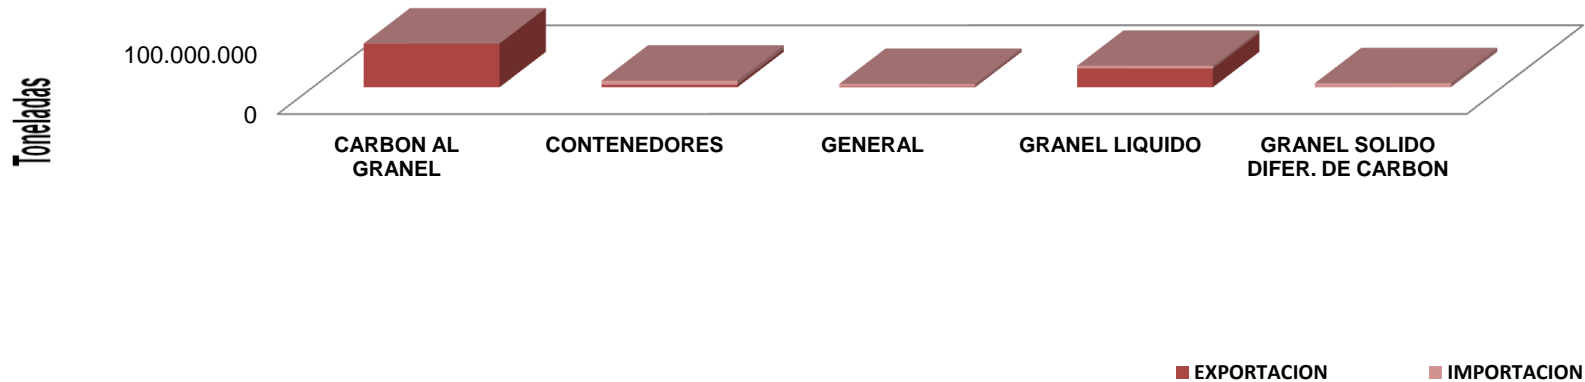 Toneladas
100.000.000
0
CARBON AL
GRANEL
CONTENEDORES
GENERAL
GRANEL LIQUIDO
GRANEL SOLIDO
DIFER. DE CARBON
EXPORTACION
IMPORTACION